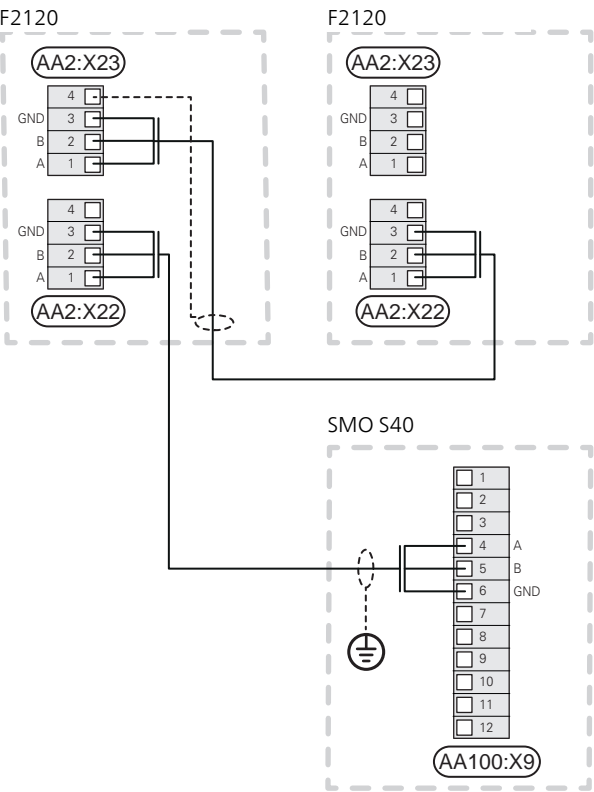 F2120
AA2:X23
4
GND 3
B 2
A 1
4
GND 3
B 2
A 1
AA2:X22
F2120
AA2:X23
4
GND 3
B 2
A 1
4
GND 3
B 2
A 1
AA2:X22
SMO S40
1
2
3
4 A
5 B
6 GND
7
8
9
10
11
12
AA100:X9